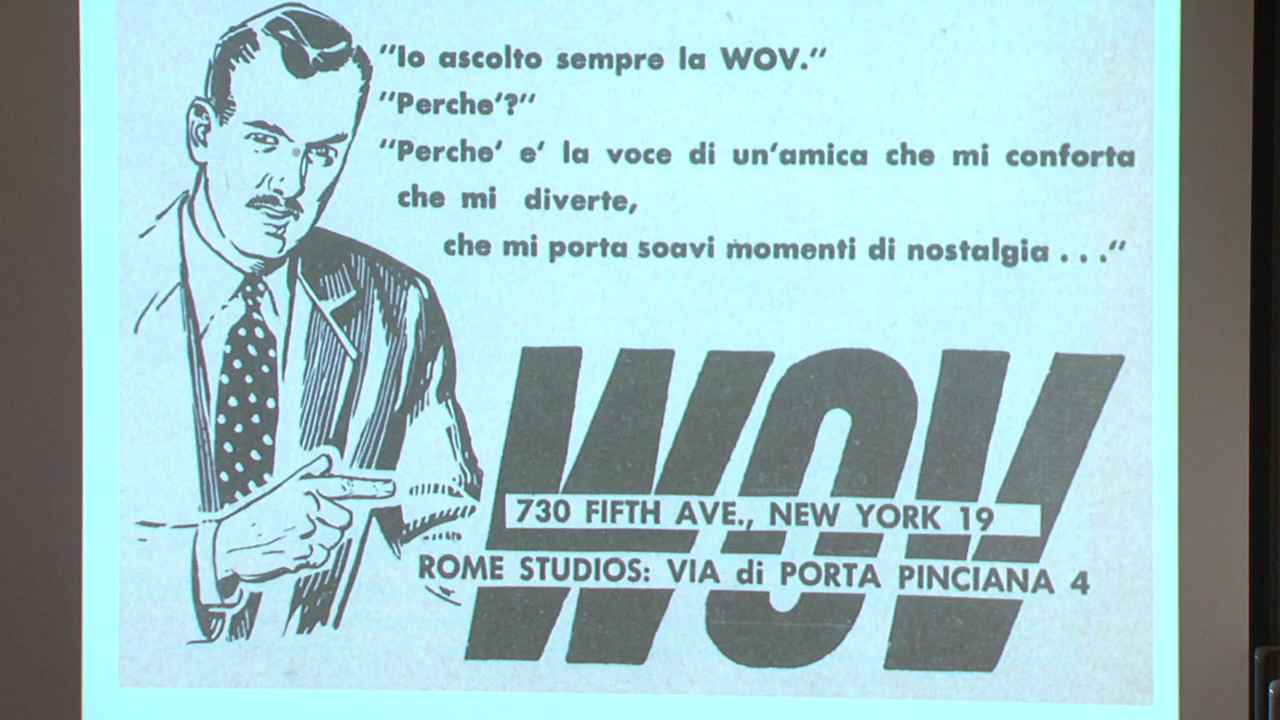 "Io ascolto sempre la WOV."
"Perche'?"
"Perche' e' la voce di un'amica che mi conforta
che mi diverte,
che mi porta soavi momenti di nostalgia . . ."
WOV
730 FIFTH AVE., NEW YORK 19
ROME STUDIOS: VIA di PORTA PINCIANA 4